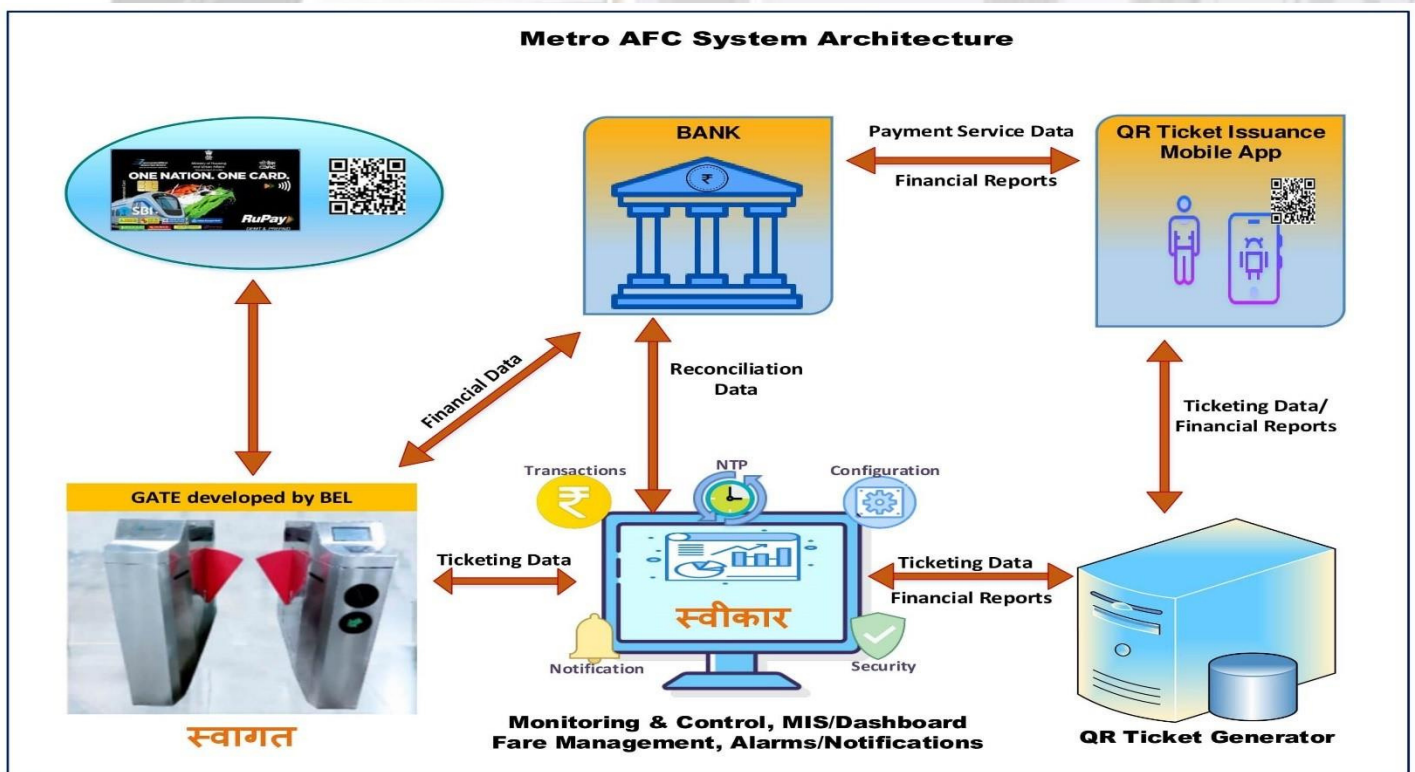 Metro AFC System Architecture
ONE NATION. ONE CARD.
SBI
RuPay
BANK
₹
Payment Service Data
Financial Reports
QR Ticket Issuance
Mobile App
Financial Data
Reconciliation
Data
Ticketing Data/
Financial Reports
GATE developed by BEL
स्वागत
Ticketing Data
Transactions
₹
NTP
Configuration
स्वीकार
Notification
Security
Monitoring & Control, MIS/Dashboard
Fare Management, Alarms/Notifications
Ticketing Data
Financial Reports
QR Ticket Generator